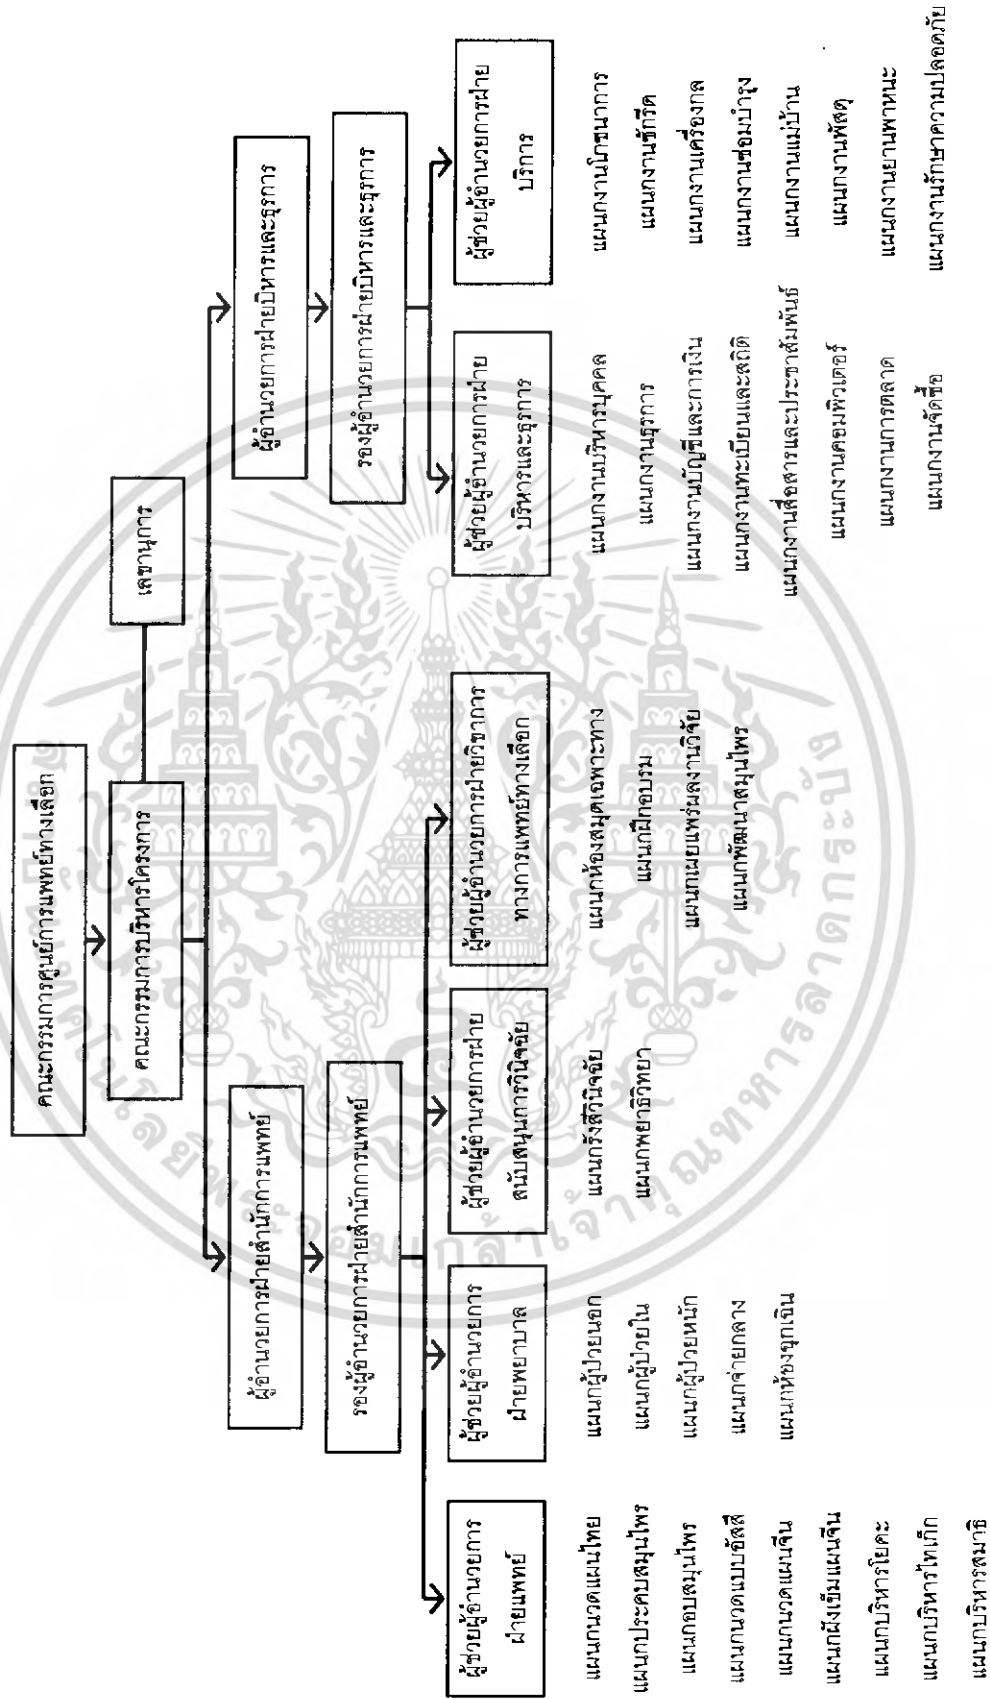 คณะกรรมการศูนย์การแพทย์ทางเลือก
คณะกรรมการบริหารโครงการ
เลขานุการ
ผู้อำนวยการฝ่ายสำนักการแพทย์
รองผู้อำนวยการฝ่ายสำนักการแพทย์
ผู้ช่วยผู้อำนวยการ
ฝ่ายแพทย์
แผนกนวดแผนไทย
แผนกประคบสมุนไพร
แผนกอบสมุนไพร
แผนกนวดแบบอัสลี
แผนกนวดแผนจีน
แผนกฝังเข็มแผนจีน
แผนกบริหารโยคะ
แผนกบริหารไทเก็ก
แผนกบริหารสมาธิ
ผู้ช่วยผู้อำนวยการ
ฝ่ายพยาบาล
แผนกผู้ป่วยนอก
แผนกผู้ป่วยใน
แผนกผู้ป่วยหนัก
แผนกจ่ายกลาง
แผนกห้องฉุกเฉิน
ผู้ช่วยผู้อำนวยการฝ่าย
สนับสนุนการวินิจฉัย
แผนกรังสีวินิจฉัย
แผนกพยาธิวิทยา
ผู้ช่วยผู้อำนวยการฝ่ายวิชาการ
ทางการแพทย์ทางเลือก
แผนกห้องสมุดเฉพาะทาง
แผนกฝึกอบรม
แผนกเผยแพร่ผลงานวิจัย
แผนกพัฒนาสมุนไพร
ผู้อำนวยการฝ่ายบิหารและธุรการ
รองผู้อำนวยการฝ่ายบิหารและธุรการ
ผู้ช่วยผู้อำนวยการฝ่าย
บริหารและธุรการ
แผนกงานบริหารบุคคล
แผนกงานธุรการ
แผนกงานบัญชีและการเงิน
แผนกงานทะเบียนและสถิติ
แผนกงานสื่อสารและประชาสัมพันธ์
แผนกงานคอมพิวเตอร์
แผนกงานการตลาด
แผนกงานจัดซื้อ
ผู้ช่วยผู้อำนวยการฝ่าย
บริการ
แผนกงานโภชนาการ
แผนกงานซักรีด
แผนกงานเครื่องกล
แผนกงานซ่อมบำรุง
แผนกงานแม่บ้าน
แผนกงานพัสดุ
แผนกงานยานพาหนะ
แผนกงานรักษาความปลอดภัย